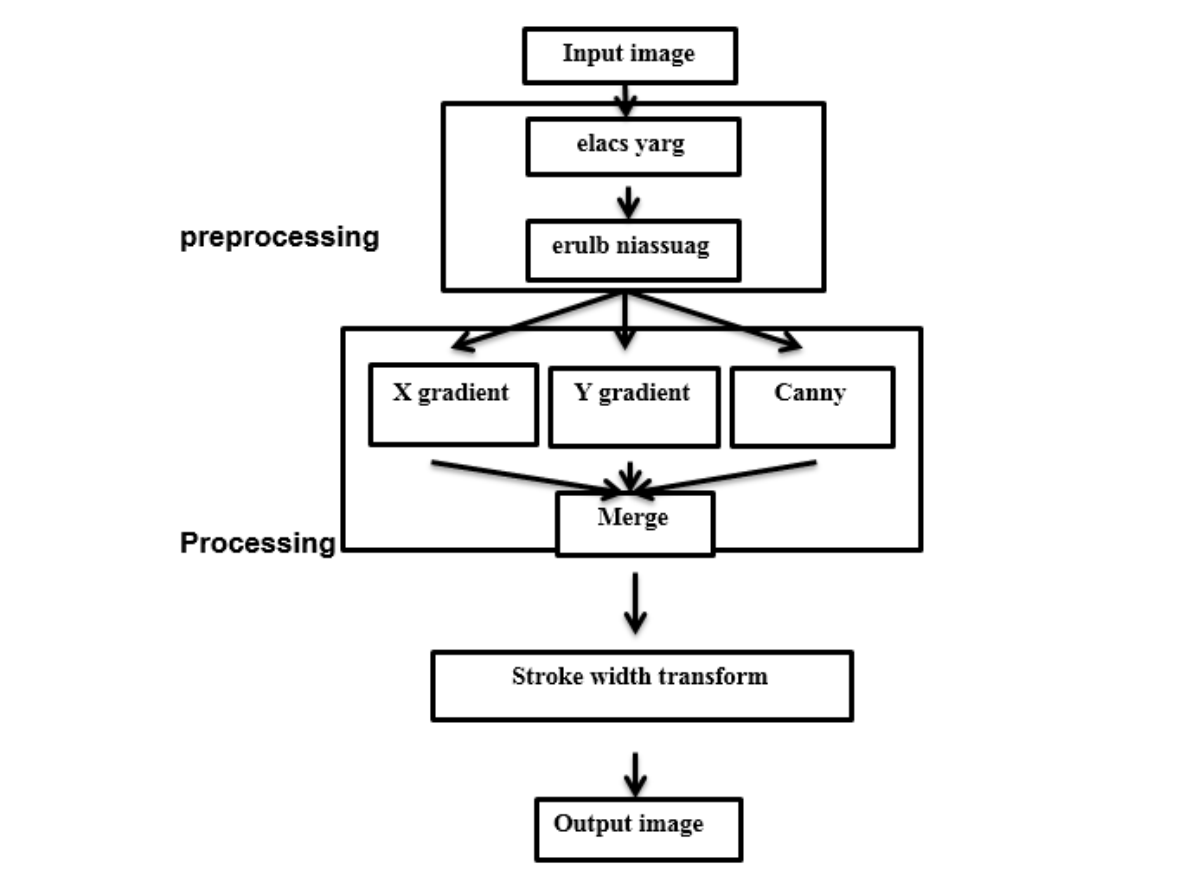 Input image
elacs yarg
preprocessing
erulb niassuag
X gradient
Y gradient
Canny
Merge
Processing
Stroke width transform
Output image